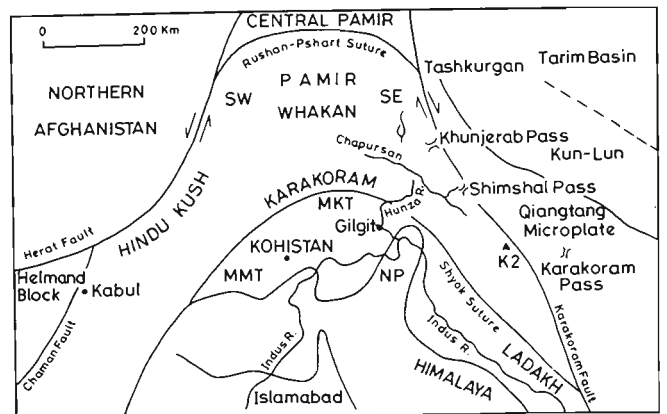 CENTRAL PAMIR
0 200 Km
Rushan-Pshart Suture
Tarim Basin
Tashkurgan
PAMIR
NORTHERN
AFGHANISTAN
SW
SE
WHAKAN
Khunjerab Pass
Chapursan
Kun-Lun
KARAKORAM
Shimshal Pass
MKT
Hunza R.
Qiangtang
Microplate
HINDU KUSH
Gilgit
Herat Fault
KOHISTAN
K2
Karakoram
Pass
Helmand
Block
Kabul
MMT
NP
Shyok Suture
Chaman Fault
Indus R.
Indus R.
LADAKH
Karakoram Fault
HIMALAYA
Islamabad